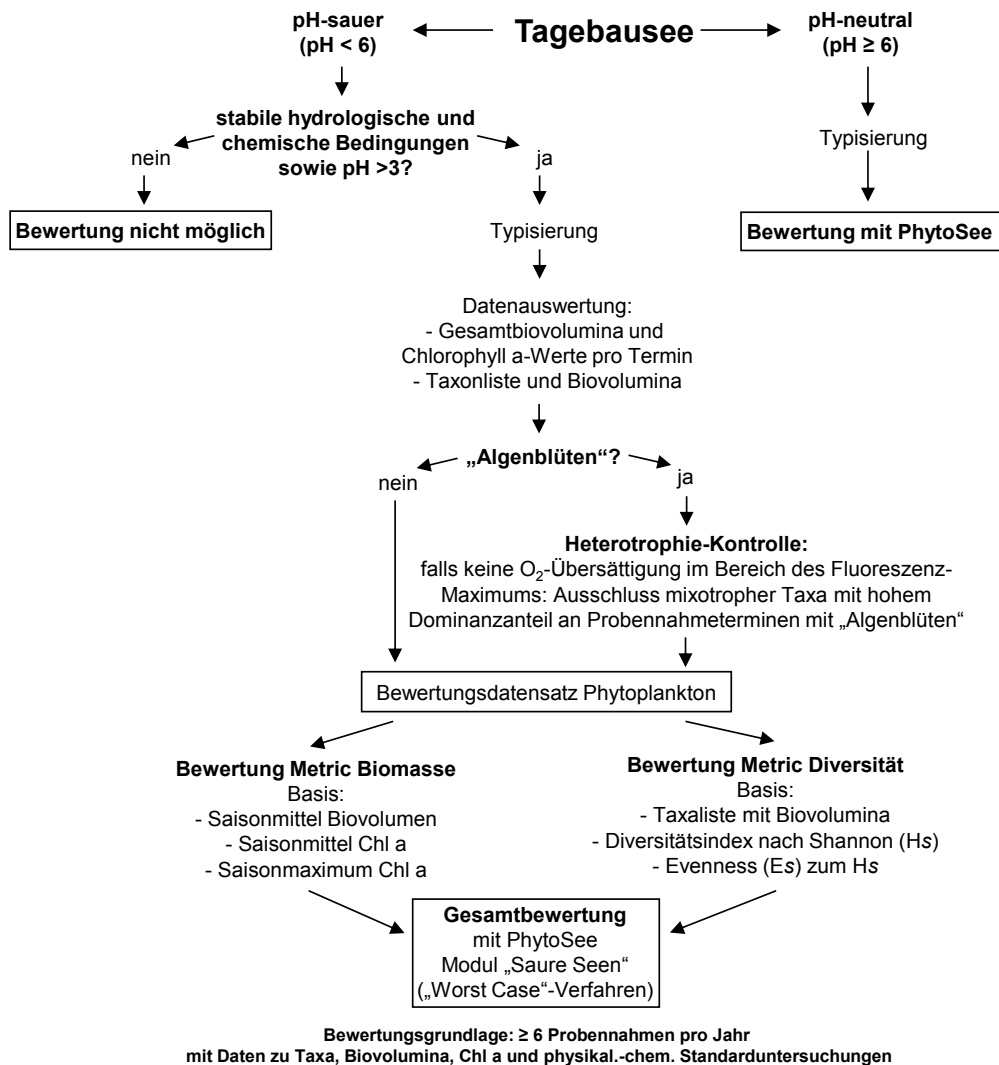 pH-sauer
(pH < 6)
Tagebausee
pH-neutral
(pH ≥ 6)
stabile hydrologische und
chemische Bedingungen
sowie pH >3?
nein
ja
Typisierung
Bewertung nicht möglich
Typisierung
Bewertung mit PhytoSee
Datenauswertung:
- Gesamtbiovolumina und
Chlorophyll a-Werte pro Termin
- Taxonliste und Biovolumina
„Algenblüten“?
nein
ja
Heterotrophie-Kontrolle:
falls keine O₂-Übersättigung im Bereich des Fluoreszenz-
Maximums: Ausschluss mixotropher Taxa mit hohem
Dominanzanteil an Probennahmeterminen mit „Algenblüten“
Bewertungsdatensatz Phytoplankton
Bewertung Metric Biomasse
Basis:
- Saisonmittel Biovolumen
- Saisonmittel Chl a
- Saisonmaximum Chl a
Bewertung Metric Diversität
Basis:
- Taxaliste mit Biovolumina
- Diversitätsindex nach Shannon (Hs)
- Evenness (Es) zum Hs
Gesamtbewertung
mit PhytoSee
Modul „Saure Seen“
(„Worst Case“-Verfahren)
Bewertungsgrundlage: ≥ 6 Probennahmen pro Jahr
mit Daten zu Taxa, Biovolumina, Chl a und physikal.-chem. Standarduntersuchungen